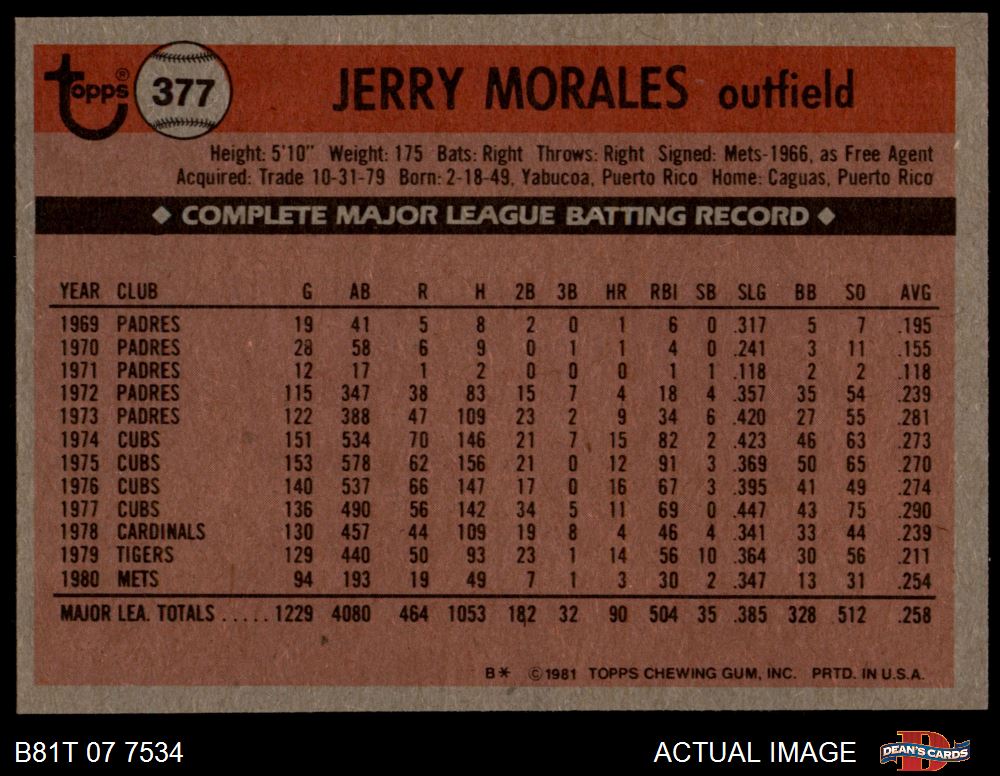 topps® 377 JERRY MORALES outfield
Height: 5'10" Weight: 175 Bats: Right Throws: Right Signed: Mets-1966, as Free Agent
Acquired: Trade 10-31-79 Born: 2-18-49, Yabucoa, Puerto Rico Home: Caguas, Puerto Rico
◆ COMPLETE MAJOR LEAGUE BATTING RECORD ◆
YEAR CLUB G AB R H 2B 3B HR RBI SB SLG BB SO AVG
1969 PADRES 19 41 5 8 2 0 1 6 0 .317 5 7 .195
1970 PADRES 28 58 6 9 0 1 1 4 0 .241 3 11 .155
1971 PADRES 12 17 1 2 0 0 0 1 1 .118 2 2 .118
1972 PADRES 115 347 38 83 15 7 4 18 4 .357 35 54 .239
1973 PADRES 122 388 47 109 23 2 9 34 6 .420 27 55 .281
1974 CUBS 151 534 70 146 21 7 15 82 2 .423 46 63 .273
1975 CUBS 153 578 62 156 21 0 12 91 3 .369 50 65 .270
1976 CUBS 140 537 66 147 17 0 16 67 3 .395 41 49 .274
1977 CUBS 136 490 56 142 34 5 11 69 0 .447 43 75 .290
1978 CARDINALS 130 457 44 109 19 8 4 46 4 .341 33 44 .239
1979 TIGERS 129 440 50 93 23 1 14 56 10 .364 30 56 .211
1980 METS 94 193 19 49 7 1 3 30 2 .347 13 31 .254
MAJOR LEA. TOTALS ..... 1229 4080 464 1053 182 32 90 504 35 .385 328 512 .258
B* ©1981 TOPPS CHEWING GUM, INC. PRTD. IN U.S.A.
B81T 07 7534 ACTUAL IMAGE DEAN'S CARDS